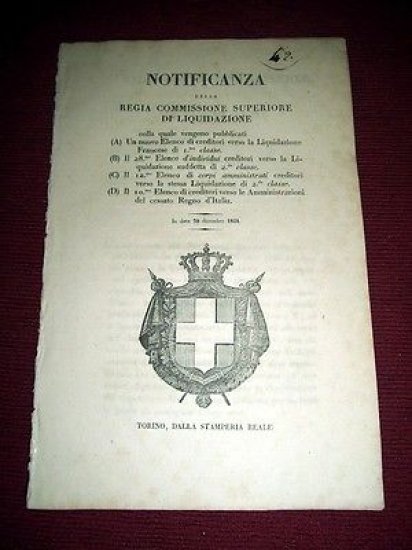 42.
NOTIFICANZA
DELLA
REGIA COMMISSIONE SUPERIORE
DI LIQUIDAZIONE
colla quale vengono pubblicati
(A) Un nuovo Elenco di creditori verso la Liquidazione
Francese di 1.ma classe.
(B) Il 28.mo Elenco d'individui creditori verso la Li-
quidazione suddetta di 2.da classe.
(C) Il 12.mo Elenco di corpi amministrati creditori
verso la stessa Liquidazione di 2.da classe.
(D) Il 10.mo Elenco di creditori verso le Amministrazioni
del cessato Regno d'Italia.
In data 30 dicembre
TORINO, DALLA STAMPERIA REALE